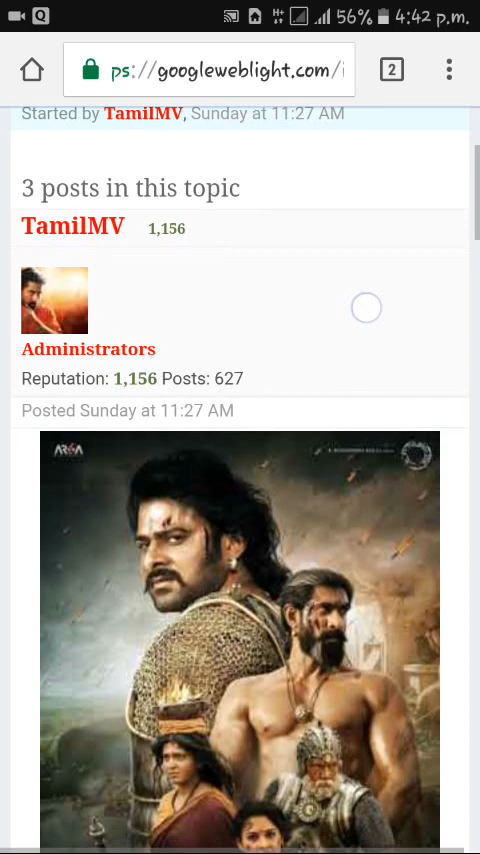 56% 4:42 p.m.
ps://googleweblight.com/i
2
Started by TamilMV, Sunday at 11:27 AM
3 posts in this topic
TamilMV 1,156
Administrators
Reputation: 1,156 Posts: 627
Posted Sunday at 11:27 AM
ARKA